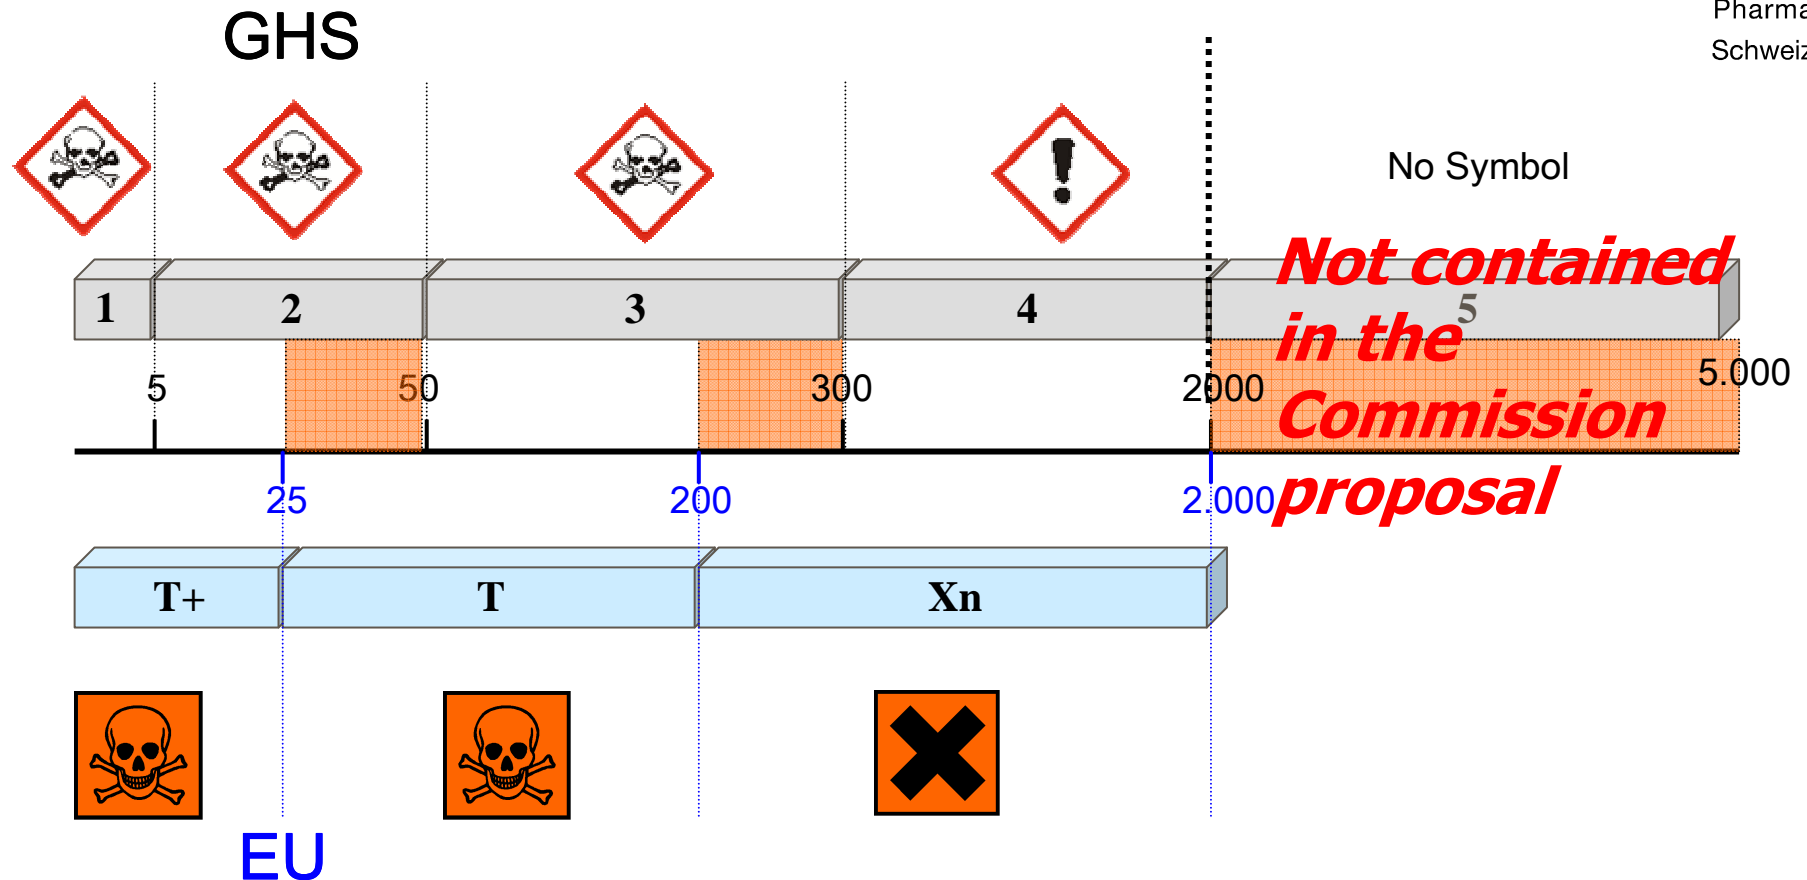 GHS
Pharma
Schweiz
No Symbol
Not contained
in the
Commission
proposal
1
2
3
4
5
5
50
300
2000
5.000
25
200
2.000
T+
T
Xn
EU